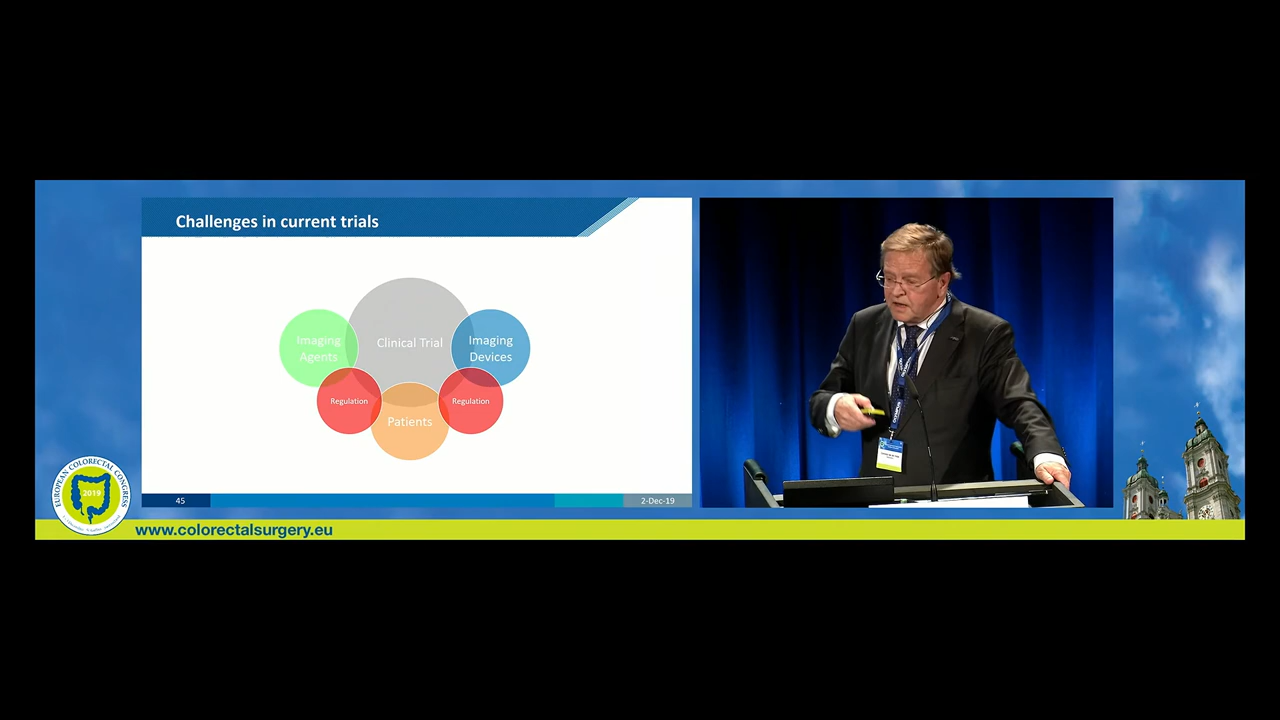 Challenges in current trials
Imaging
Agents
Clinical Trial
Imaging
Devices
Regulation
Regulation
Patients
45
2-Dec-19
EUROPEAN COLORECTAL CONGRESS
2019
www.colorectalsurgery.eu